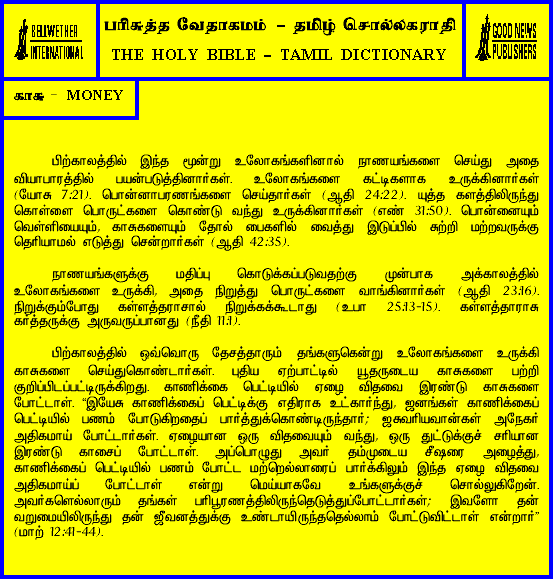 BELLWETHER
INTERNATIONAL
பரிசுத்த வேதாகமம் - தமிழ் சொல்லகராதி
THE HOLY BIBLE - TAMIL DICTIONARY
GOOD NEWS
PUBLISHERS
காசு - MONEY
பிற்காலத்தில் இந்த மூன்று உலோகங்களினால் நாணயங்களை செய்து அதை
வியாபாரத்தில் பயன்படுத்தினார்கள். உலோகங்களை கட்டிகளாக உருக்கினார்கள்
(யோசு 7:21). பொன்னாபரணங்களை செய்தார்கள் (ஆதி 24:22). யுத்த களத்திலிருந்து
கொள்ளை பொருட்களை கொண்டு வந்து உருக்கினார்கள் (எண் 31:50). பொன்னையும்
வெள்ளியையும், காசுகளையும் தோல் பைகளில் வைத்து இடுப்பில் சுற்றி மற்றவருக்கு
தெரியாமல் எடுத்து சென்றார்கள் (ஆதி 42:35).
நாணயங்களுக்கு மதிப்பு கொடுக்கப்படுவதற்கு முன்பாக அக்காலத்தில்
உலோகங்களை உருக்கி, அதை நிறுத்து பொருட்களை வாங்கினார்கள் (ஆதி 23:16).
நிறுக்கும்போது கள்ளத்தராசால் நிறுக்கக்கூடாது (உபா 25:13-15). கள்ளத்தராசு
கர்த்தருக்கு அருவருப்பானது (நீதி 11:1).
பிற்காலத்தில் ஒவ்வொரு தேசத்தாரும் தங்களுகென்று உலோகங்களை உருக்கி
காசுகளை செய்துகொண்டார்கள். புதிய ஏற்பாட்டில் யூதருடைய காசுகளை பற்றி
குறிப்பிடப்பட்டிருக்கிறது. காணிக்கை பெட்டியில் ஏழை விதவை இரண்டு காசுகளை
போட்டாள். "இயேசு காணிக்கைப் பெட்டிக்கு எதிராக உட்கார்ந்து, ஜனங்கள் காணிக்கைப்
பெட்டியில் பணம் போடுகிறதைப் பார்த்துக்கொண்டிருந்தார்; ஐசுவரியவான்கள் அநேகர்
அதிகமாய் போட்டார்கள். ஏழையான ஒரு விதவையும் வந்து, ஒரு துட்டுக்குச் சரியான
இரண்டு காசைப் போட்டாள். அப்பொழுது அவர் தம்முடைய சீஷரை அழைத்து,
காணிக்கைப் பெட்டியில் பணம் போட்ட மற்றெல்லாரைப் பார்க்கிலும் இந்த ஏழை விதவை
அதிகமாய்ப் போட்டாள் என்று மெய்யாகவே உங்களுக்குச் சொல்லுகிறேன்.
அவர்களெல்லாரும் தங்கள் பரிபூரணத்திலிருந்தெடுத்துப்போட்டார்கள்; இவளோ தன்
வறுமையிலிருந்து தன் ஜீவனத்துக்கு உண்டாயிருந்ததெல்லாம் போட்டுவிட்டாள் என்றார்"
(மாற் 12:41-44).